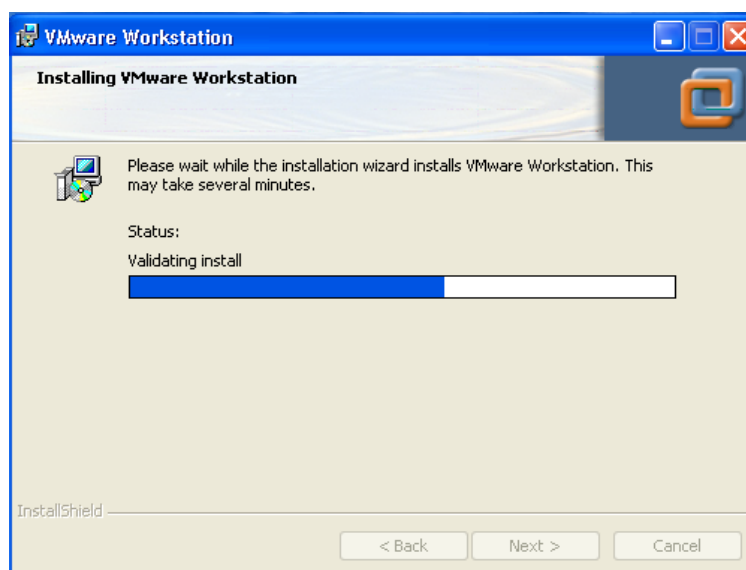 VMware Workstation
Installing VMware Workstation
Please wait while the installation wizard installs VMware Workstation. This
may take several minutes.
Status:
Validating install
InstallShield
< Back
Next >
Cancel